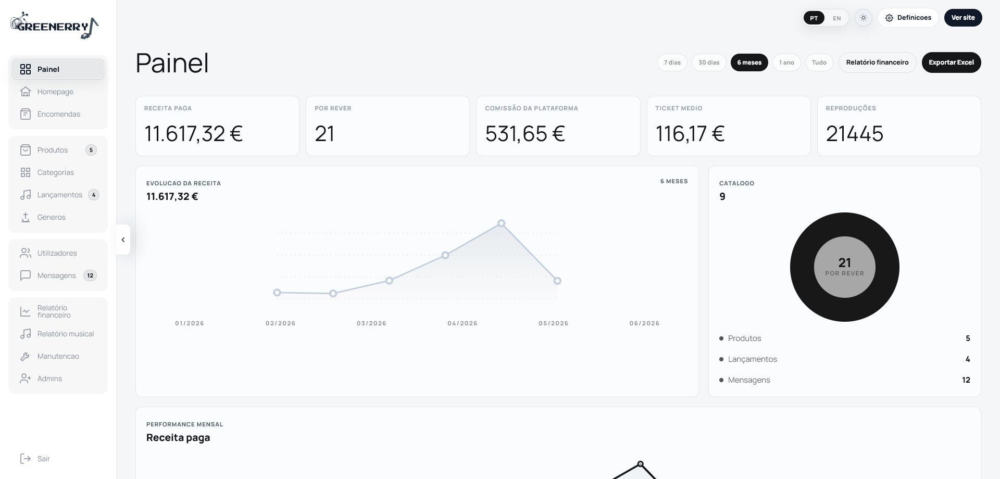 GREENERRY
PT
EN
Definicoes
Ver site
Painel
Homepage
Encomendas
Produtos
5
Categorias
Lançamentos
4
Generos
Utilizadores
Mensagens
12
Relatório
financeiro
Relatório musical
Manutencao
Admins
Sair
Painel
7 dias
30 dias
6 meses
1 ano
Tudo
Relatório financeiro
Exportar Excel
RECEITA PAGA
11.617,32 €
POR REVER
21
COMISSÃO DA PLATAFORMA
531,65 €
TICKET MEDIO
116,17 €
REPRODUÇÕES
21445
EVOLUCAO DA RECEITA
11.617,32 €
6 MESES
01/2026
02/2026
03/2026
04/2026
05/2026
06/2026
CATALOGO
9
21
POR REVER
Produtos
5
Lançamentos
4
Mensagens
12
PERFORMANCE MENSAL
Receita paga